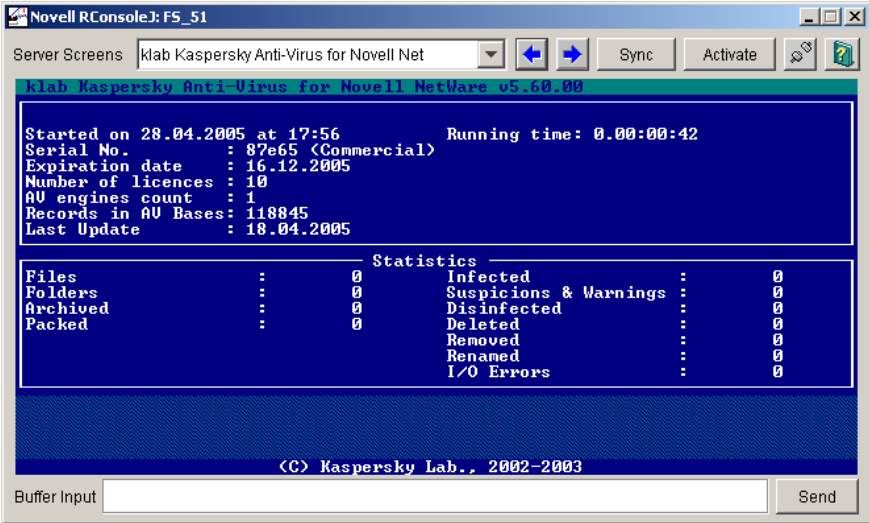 Novell RConsoleJ: FS_51
Server Screens klab Kaspersky Anti-Virus for Novell Net Sync Activate
klab Kaspersky Anti-Virus for Novell NetWare v5.60.00
Started on 28.04.2005 at 17:56 Running time: 0.00:00:42
Serial No. : 87e65 (Commercial)
Expiration date : 16.12.2005
Number of licences : 10
AV engines count : 1
Records in AV Bases: 118845
Last Update : 18.04.2005
Statistics
Files : 0 Infected : 0
Folders : 0 Suspicions & Warnings : 0
Archived : 0 Disinfected : 0
Packed : 0 Deleted : 0
Removed : 0
Renamed : 0
I/O Errors : 0
(C) Kaspersky Lab., 2002-2003
Buffer Input Send